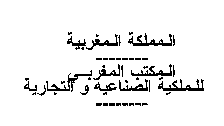 المملكة المغربية
--------
المكتب المغربي
للملكية الصناعية و التجارية
--------